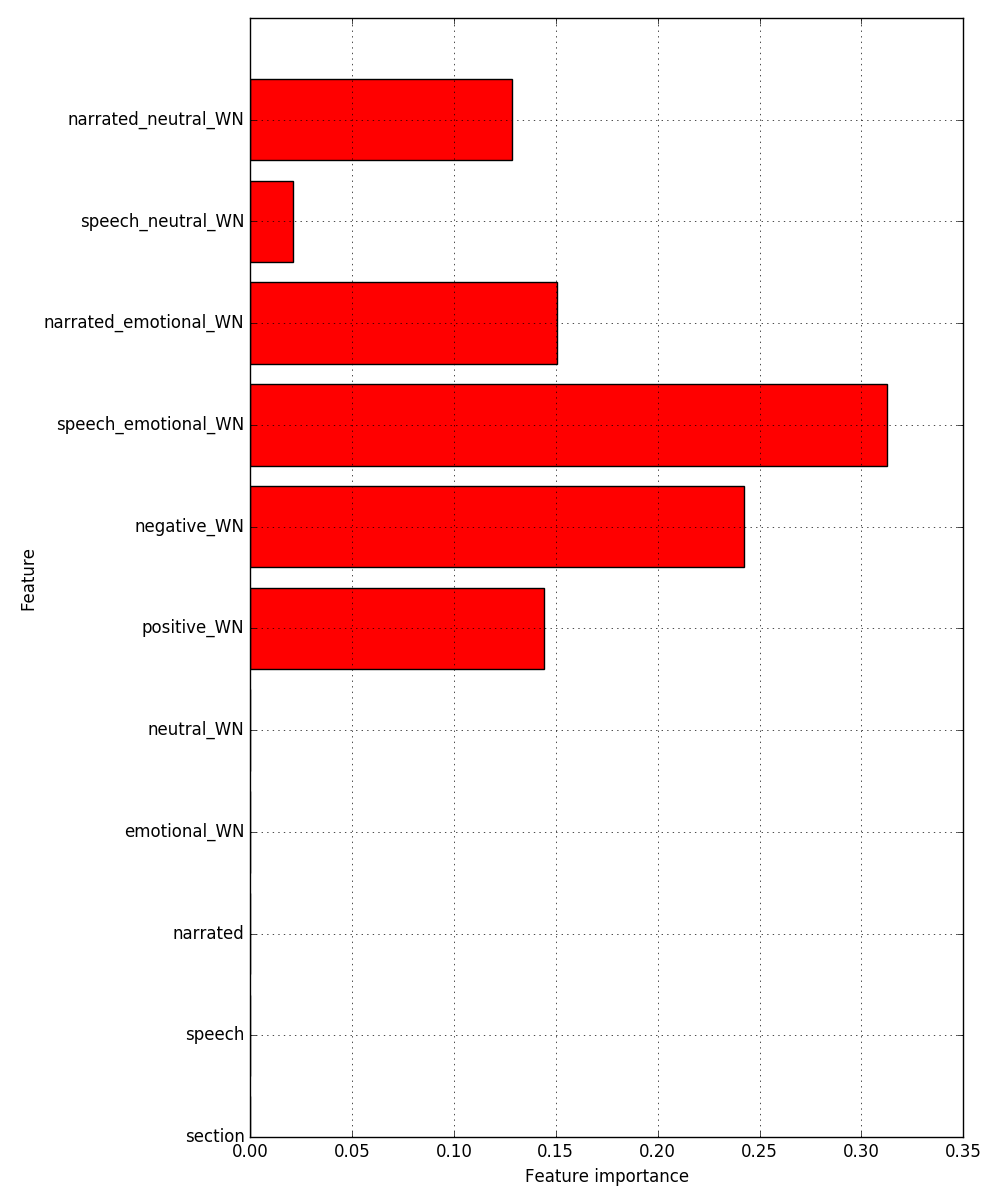 narrated_neutral_WN
speech_neutral_WN
narrated_emotional_WN
speech_emotional_WN
negative_WN
positive_WN
neutral_WN
emotional_WN
narrated
speech
section
Feature
0.00 0.05 0.10 0.15 0.20 0.25 0.30 0.35
Feature importance